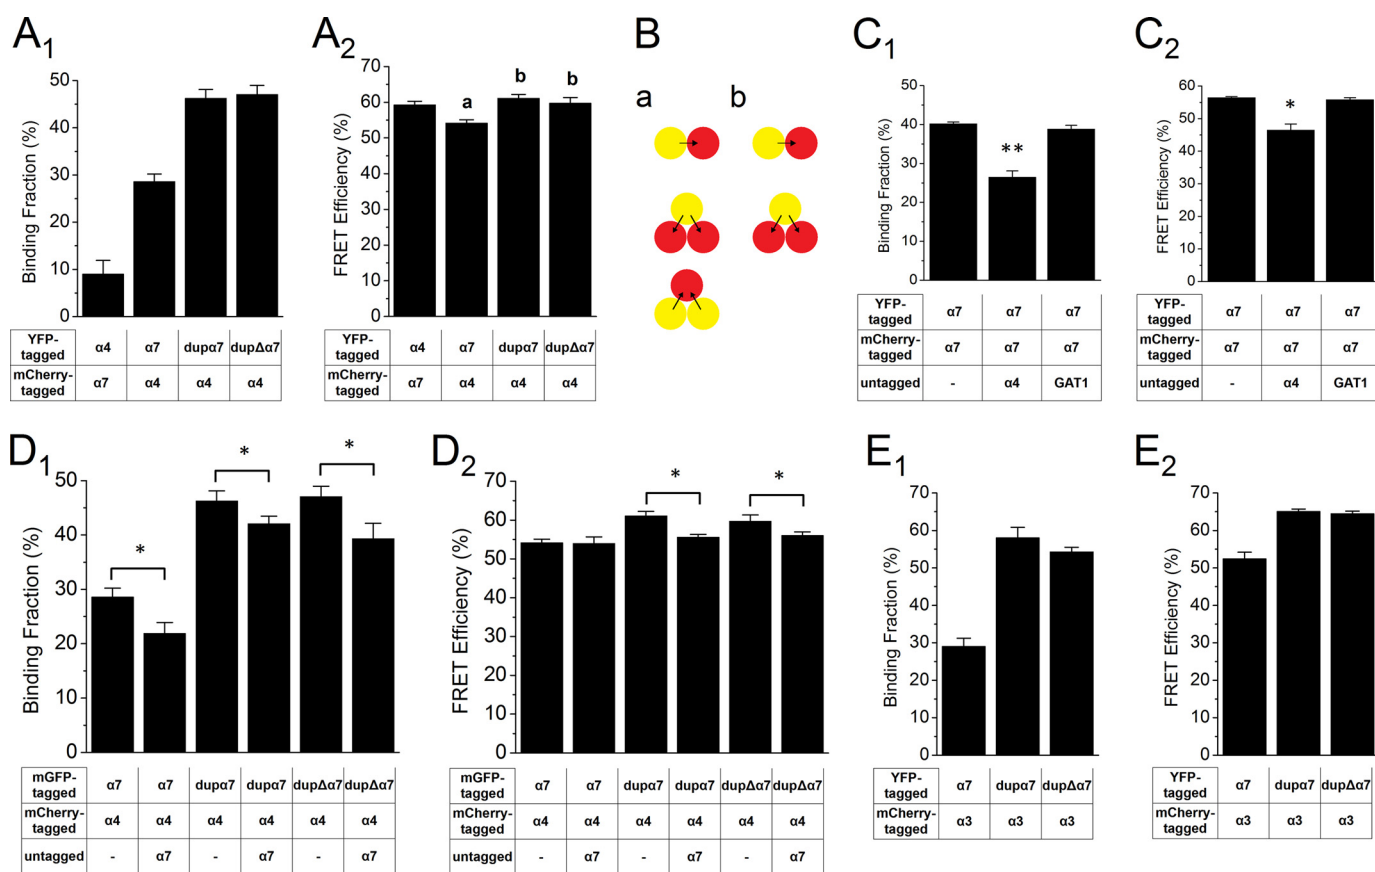 A1
Binding Fraction (%)
50
40
30
20
10
0
YFP-tagged α4 α7 dupα7 dupΔα7
mCherry-tagged α7 α4 α4 α4
A2
FRET Efficiency (%)
70
60
50
40
30
20
10
0
a b b
YFP-tagged α4 α7 dupα7 dupΔα7
mCherry-tagged α7 α4 α4 α4
B
a b
C1
Binding Fraction (%)
50
40
30
20
10
0
**
YFP-tagged α7 α7 α7
mCherry-tagged α7 α7 α7
untagged - α4 GAT1
C2
FRET Efficiency (%)
60
50
40
30
20
10
0
*
YFP-tagged α7 α7 α7
mCherry-tagged α7 α7 α7
untagged - α4 GAT1
D1
Binding Fraction (%)
50
40
30
20
10
0
* * *
mGFP-tagged α7 α7 dupα7 dupα7 dupΔα7 dupΔα7
mCherry-tagged α4 α4 α4 α4 α4 α4
untagged - α7 - α7 - α7
D2
FRET Efficiency (%)
70
60
50
40
30
20
10
0
* *
mGFP-tagged α7 α7 dupα7 dupα7 dupΔα7 dupΔα7
mCherry-tagged α4 α4 α4 α4 α4 α4
untagged - α7 - α7 - α7
E1
Binding Fraction (%)
70
60
50
40
30
20
10
0
YFP-tagged α7 dupα7 dupΔα7
mCherry-tagged α3 α3 α3
E2
FRET Efficiency (%)
70
60
50
40
30
20
10
0
YFP-tagged α7 dupα7 dupΔα7
mCherry-tagged α3 α3 α3